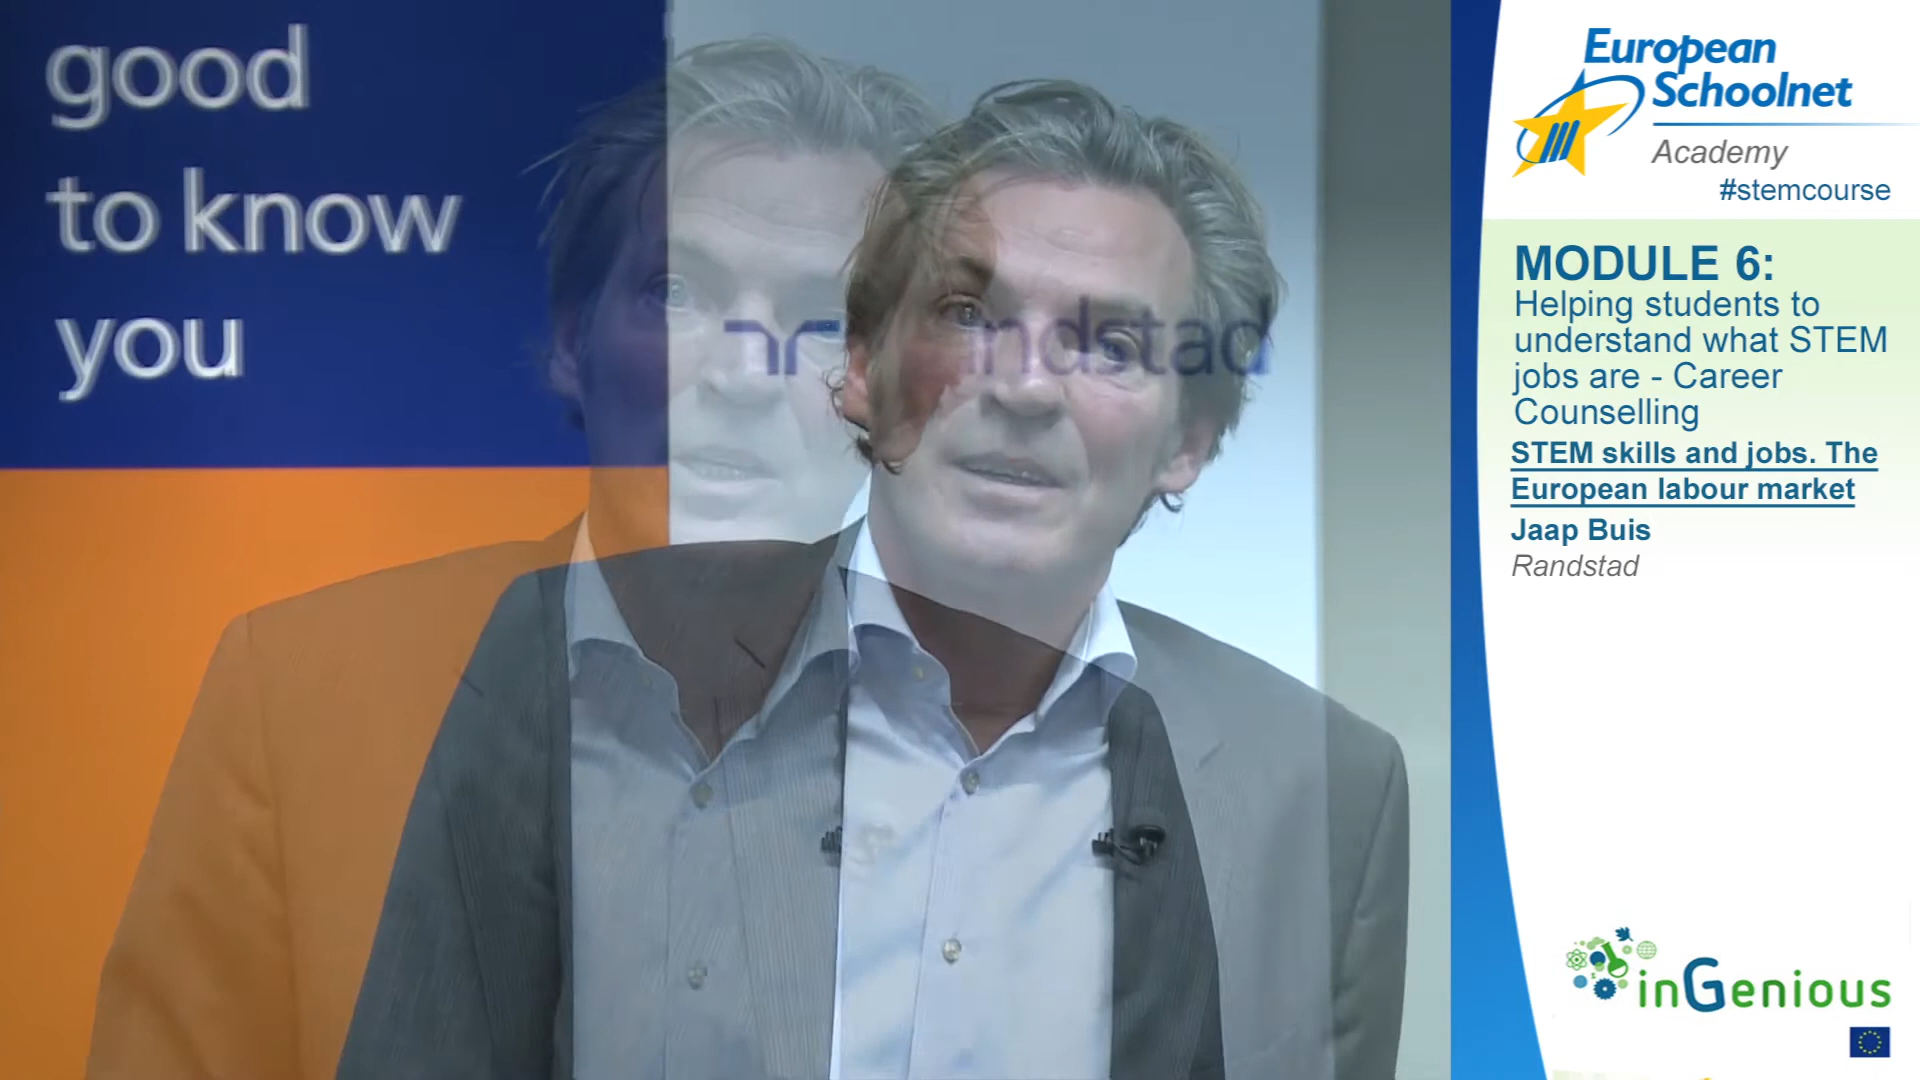 good
to know
you
randstad
European
Schoolnet
Academy
#stemcourse
MODULE 6:
Helping students to
understand what STEM
jobs are - Career
Counselling
STEM skills and jobs. The
European labour market
Jaap Buis
Randstad
inGenious